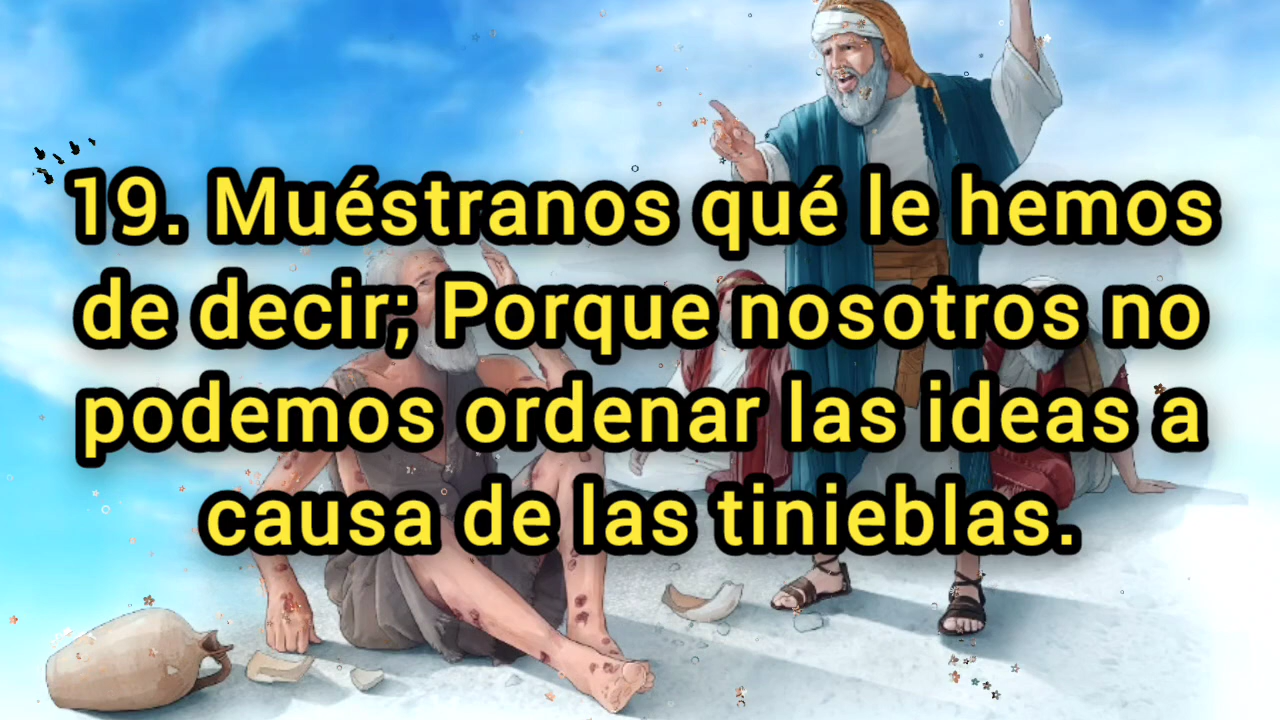 19. Muéstranos qué le hemos
de decir; Porque nosotros no
podemos ordenar las ideas a
causa de las tinieblas.